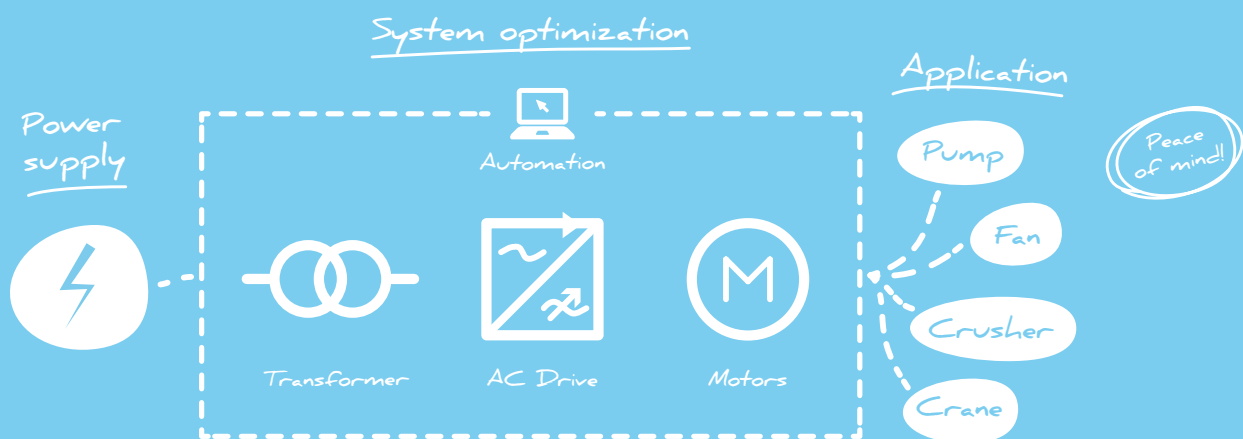 System optimization
Power
supply
Automation
Transformer
AC Drive
M
Motors
Application
Pump
Fan
Crusher
Crane
Peace
of mind!